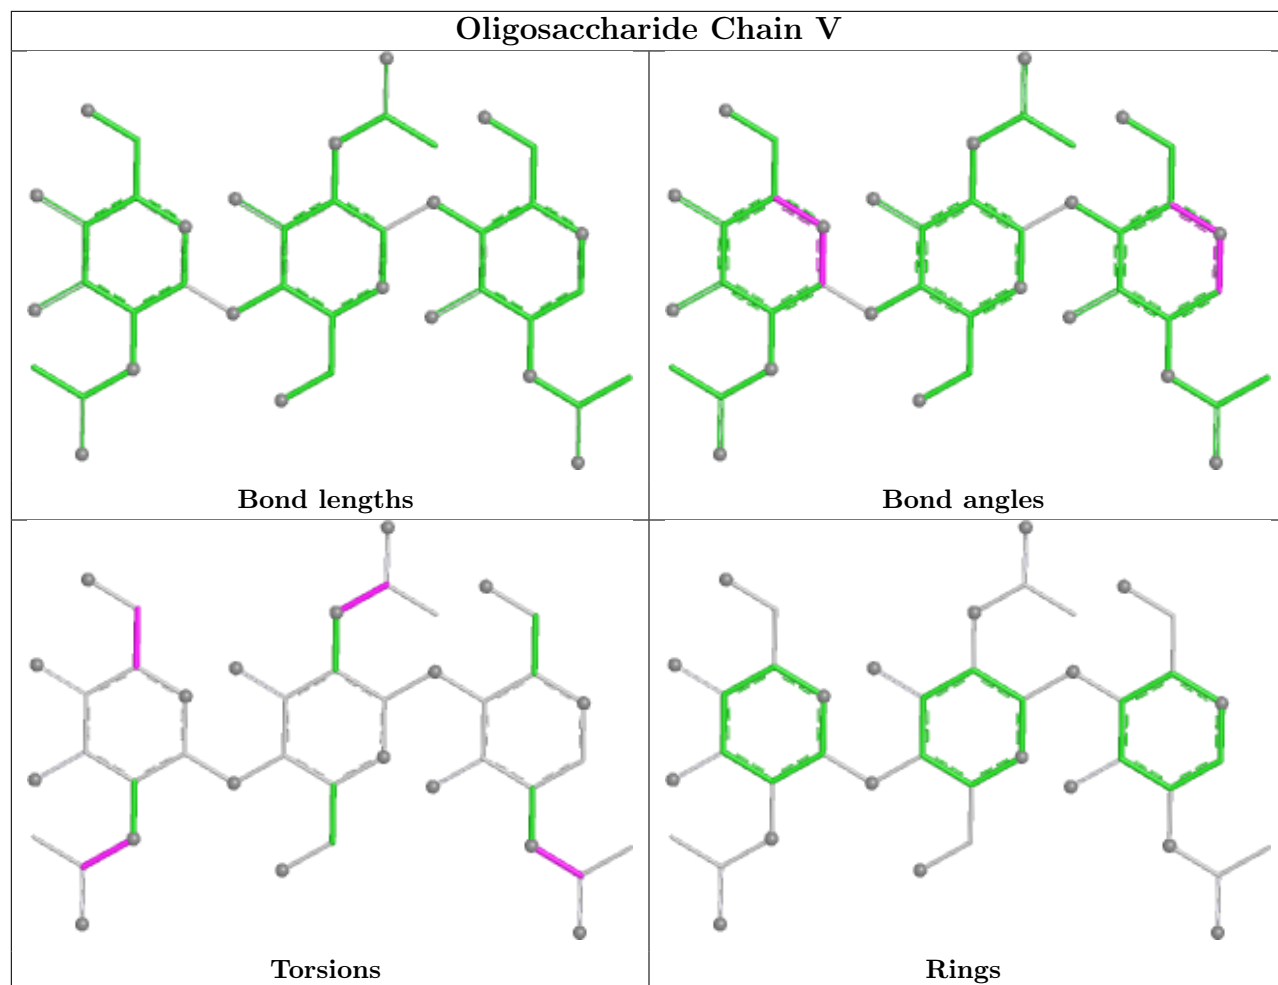 Oligosaccharide Chain V
Bond lengths
Bond angles
Torsions
Rings